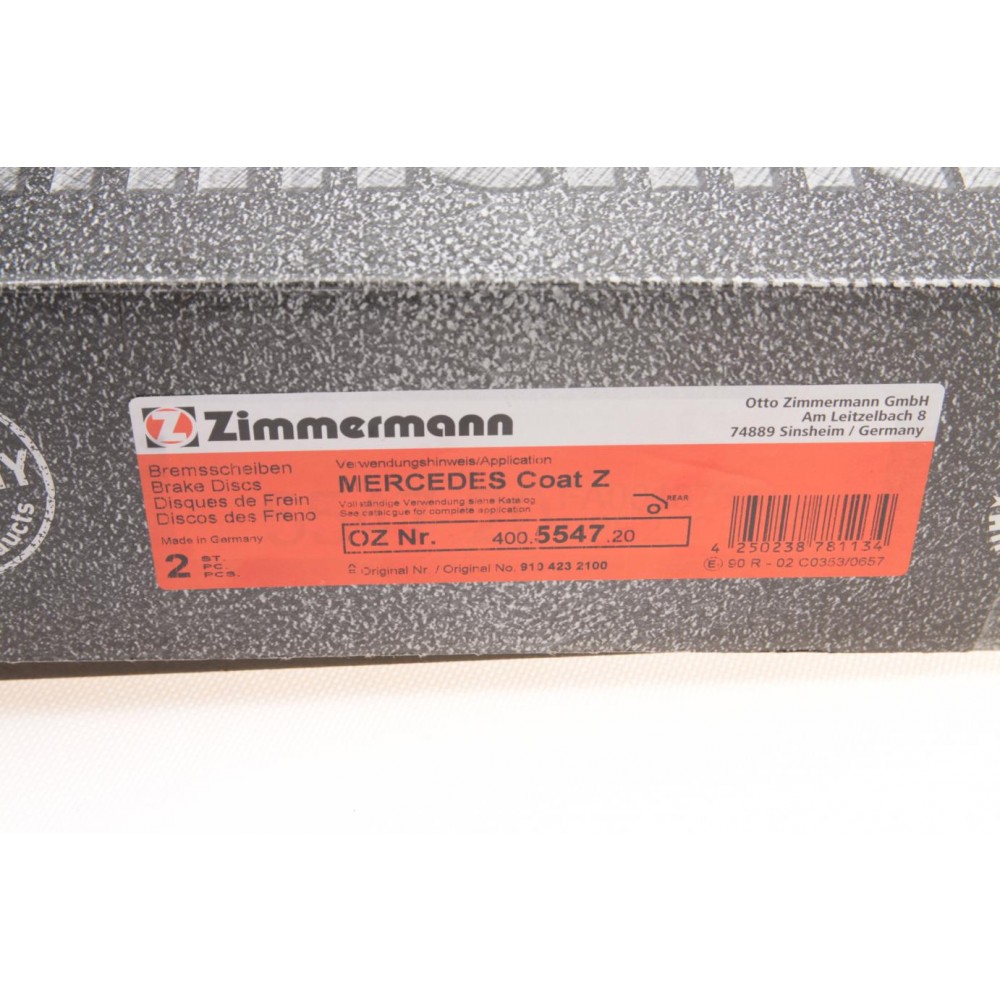 Zimmermann
Otto Zimmermann GmbH
Am Leitzelbach 8
74889 Sinsheim / Germany
Bremsscheiben
Brake Discs
Disques de Frein
Discos des Freno
Made in Germany
2 ST.
PC.
PCS.
Verwendungshinweis/Application
MERCEDES Coat Z
Vollständige Verwendung siehe Katalog
See catalogue for complete application
REAR
OZ Nr. 400.5547.20
Original Nr. / Original No. 910 423 2100
4 250238 781134
E1 90 R - 02 C0353/0657